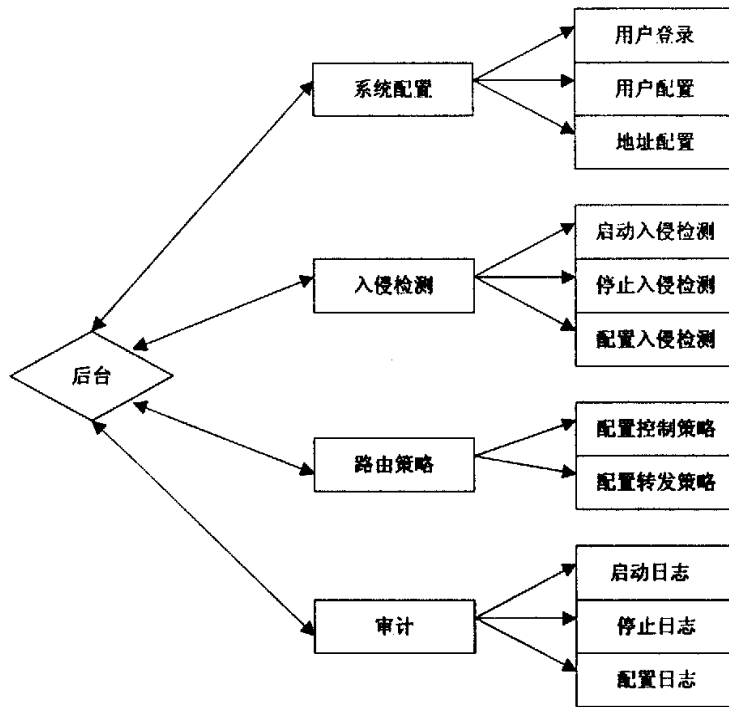 用户登录
系统配置
用户配置
地址配置
启动入侵检测
入侵检测
停止入侵检测
配置入侵检测
后台
配置控制策略
路由策略
配置转发策略
启动日志
审计
停止日志
配置日志